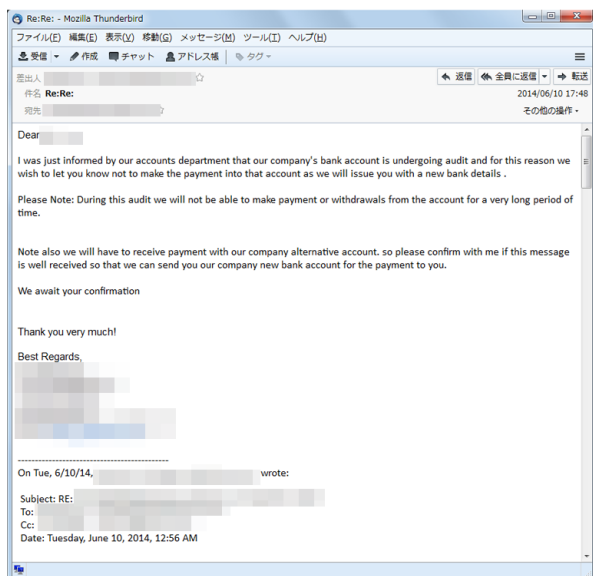 Re:Re: - Mozilla Thunderbird
ファイル(F) 編集(E) 表示(V) 移動(G) メッセージ(M) ツール(T) ヘルプ(H)
受信 作成 チャット アドレス帳 タグ
差出人 返信 全員に返信 転送
件名 Re:Re: 2014/06/10 17:48
宛先 その他の操作
Dear
I was just informed by our accounts department that our company's bank account is undergoing audit and for this reason we
wish to let you know not to make the payment into that account as we will issue you with a new bank details .
Please Note: During this audit we will not be able to make payment or withdrawals from the account for a very long period of
time.
Note also we will have to receive payment with our company alternative account. so please confirm with me if this message
is well received so that we can send you our company new bank account for the payment to you.
We await your confirmation
Thank you very much!
Best Regards,
----------------------------------------
On Tue, 6/10/14, wrote:
Subject: RE:
To:
Cc:
Date: Tuesday, June 10, 2014, 12:56 AM